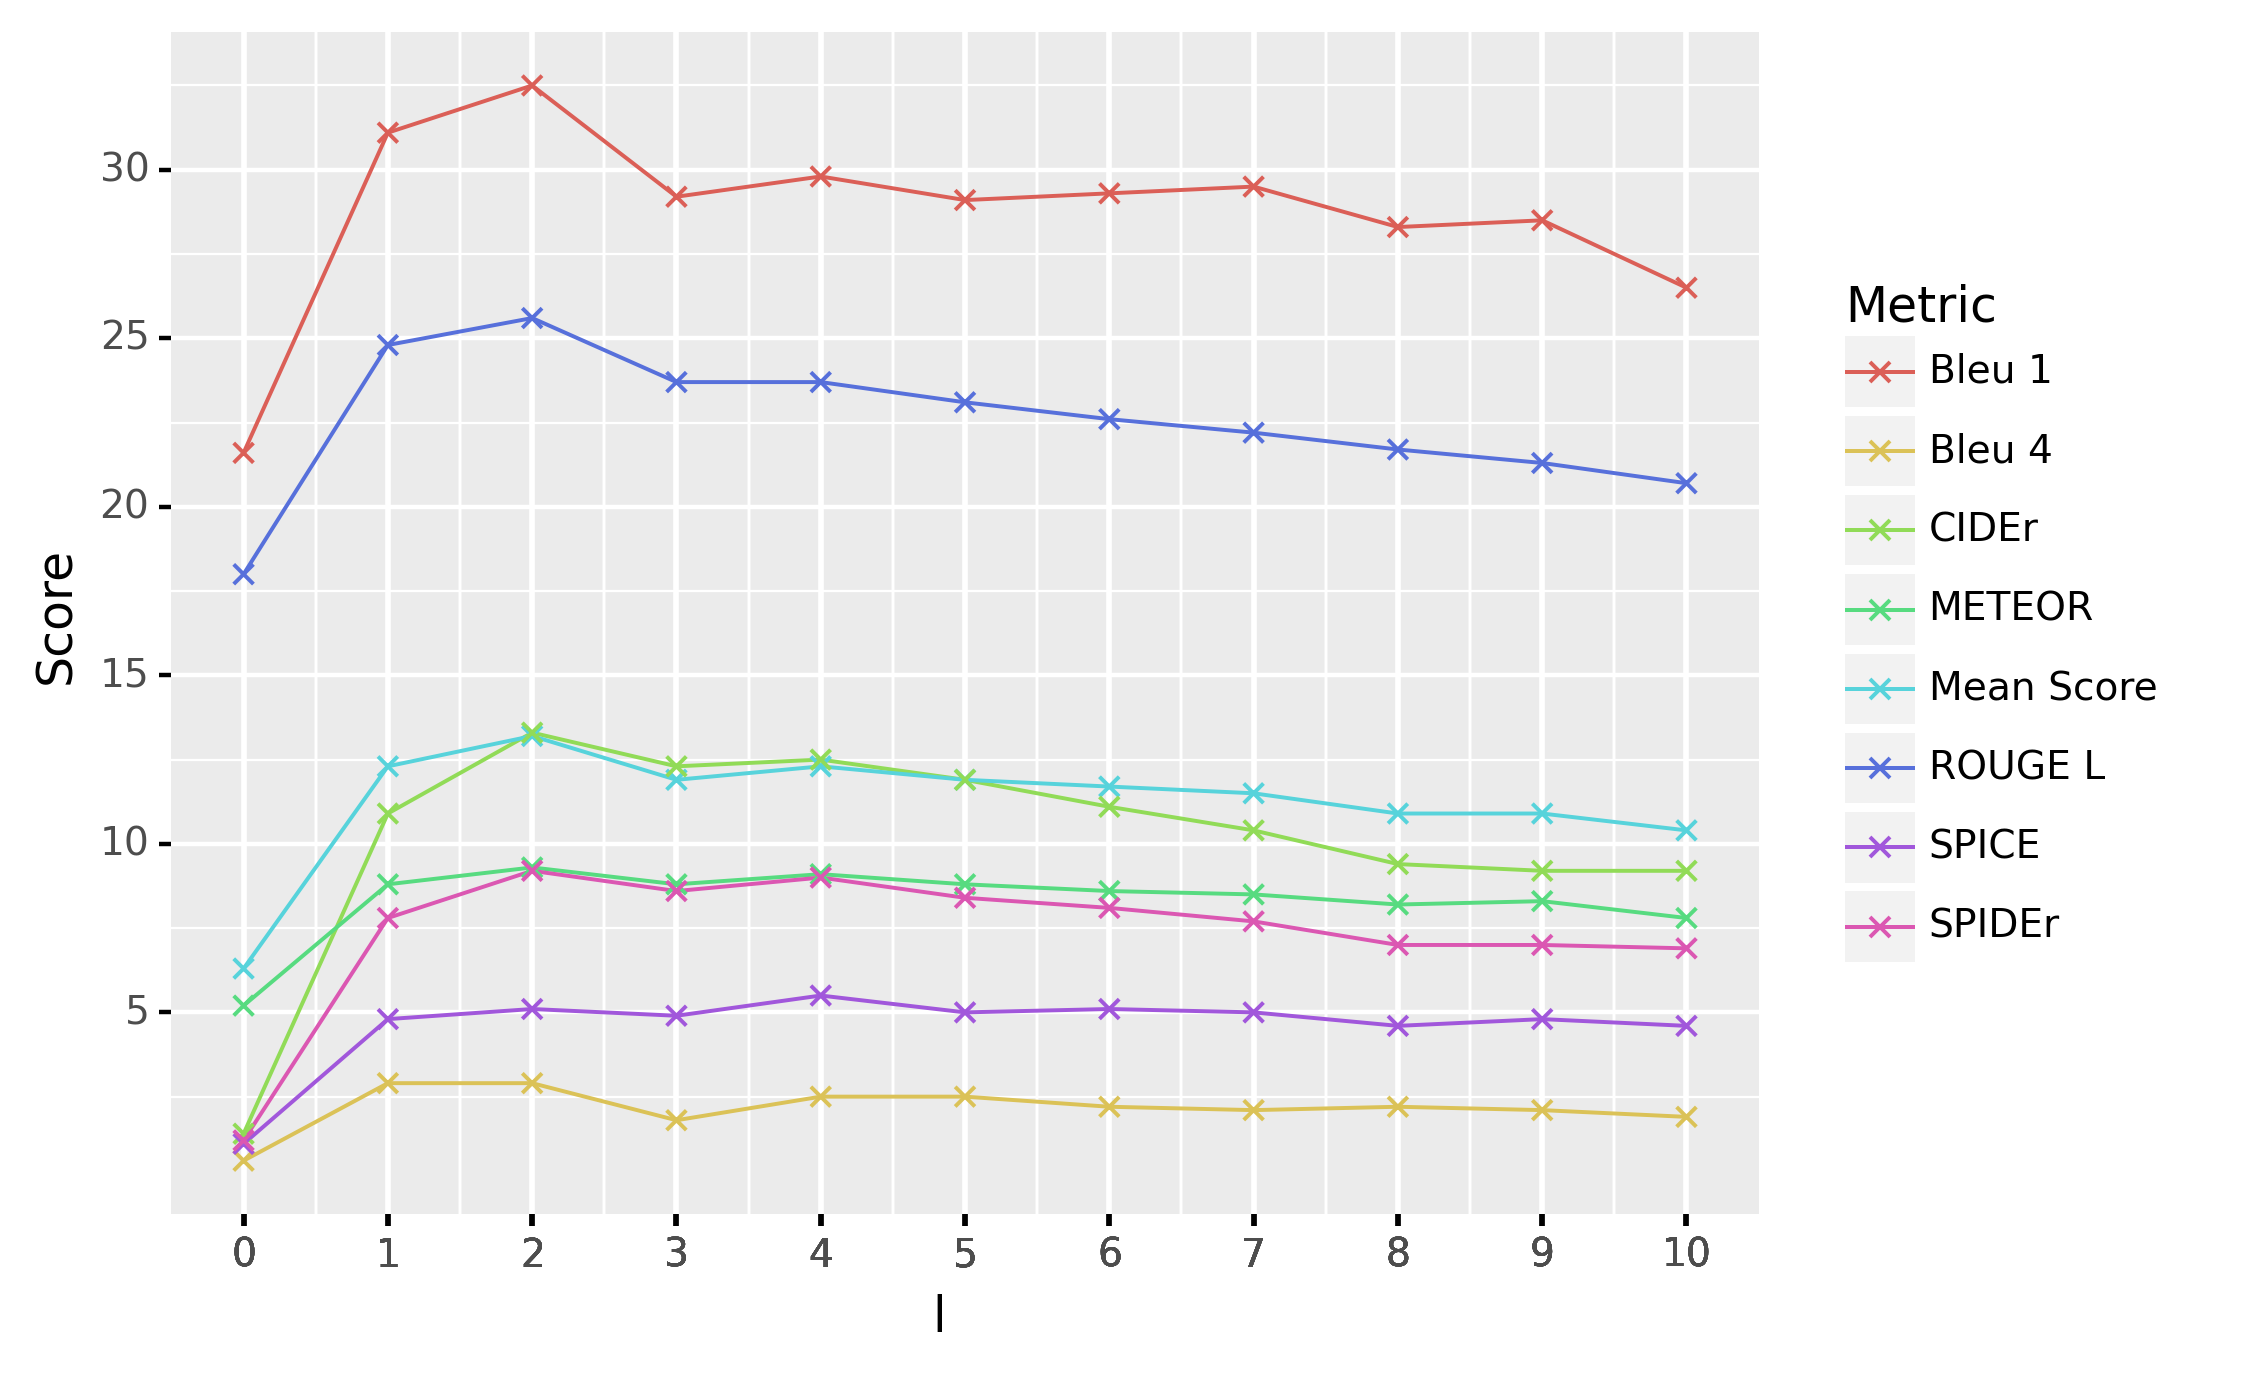 Score
30
25
20
15
10
5
0 1 2 3 4 5 6 7 8 9 10
l
Metric
Bleu 1
Bleu 4
CIDEr
METEOR
Mean Score
ROUGE L
SPICE
SPIDEr